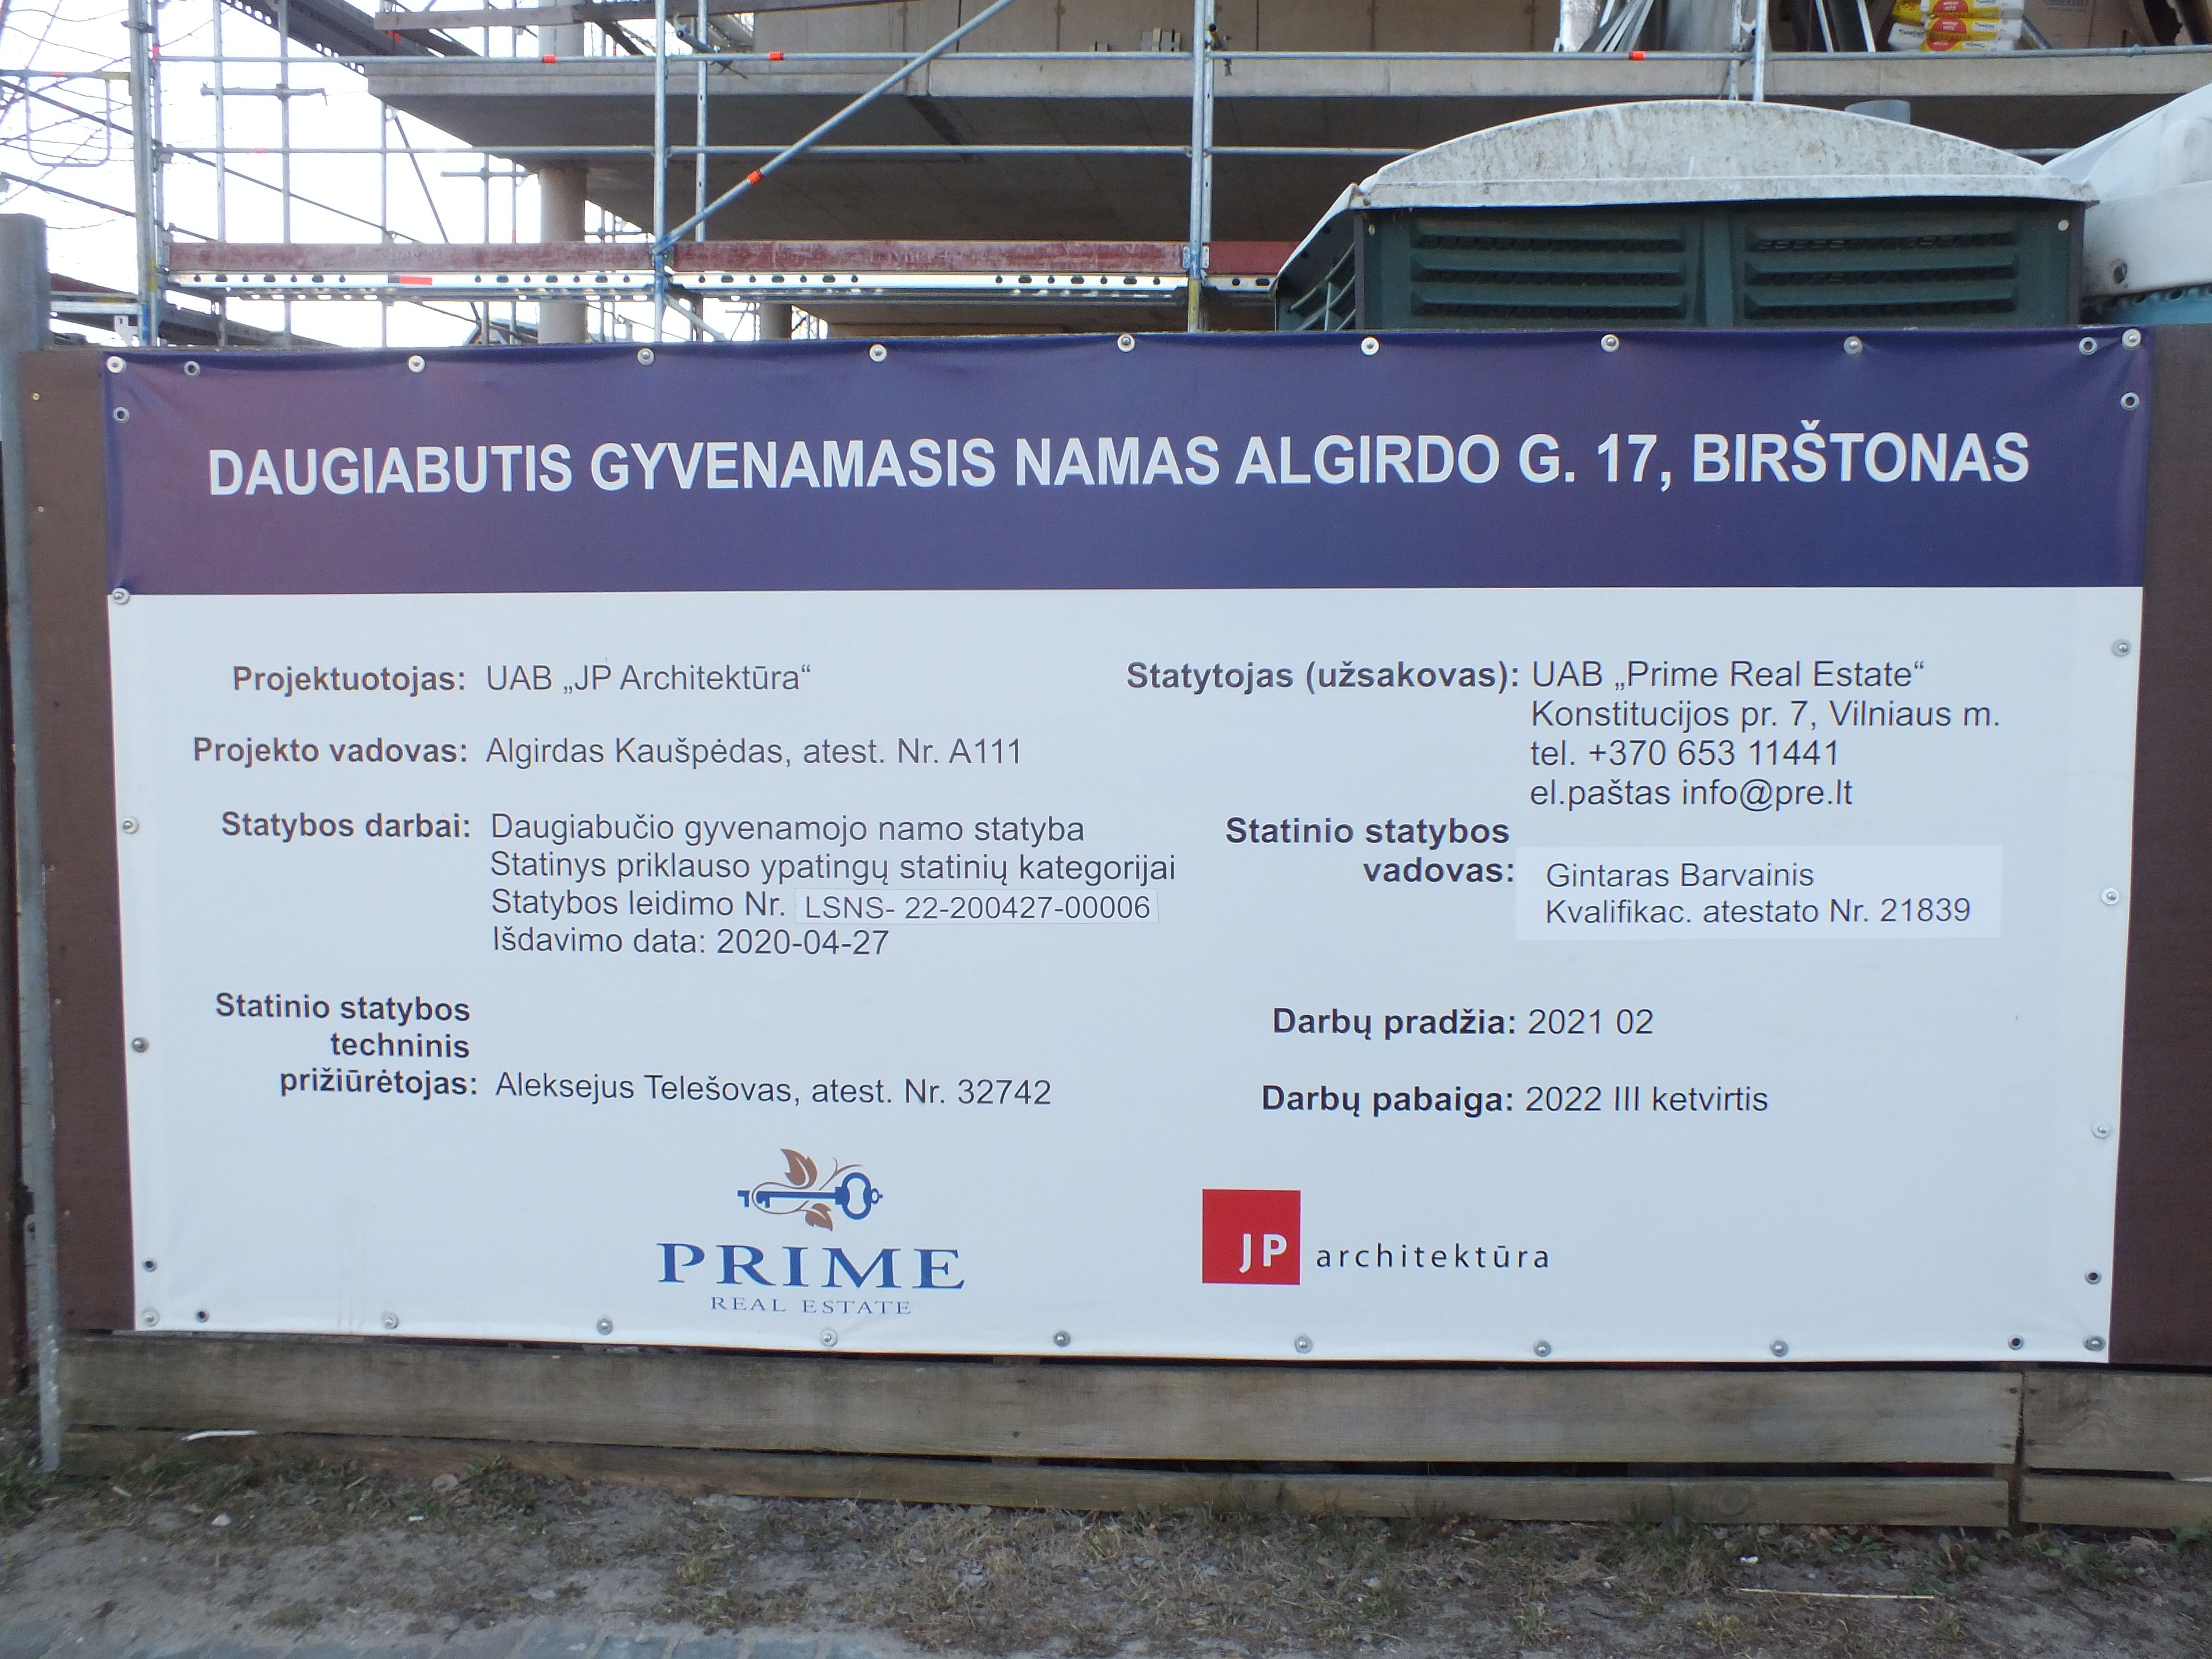 DAUGIABUTIS GYVENAMASIS NAMAS ALGIRDO G. 17, BIRŠTONAS
Projektuotojas: UAB „JP Architektūra“
Projekto vadovas: Algirdas Kaušpėdas, atest. Nr. A111
Statybos darbai: Daugiabučio gyvenamojo namo statyba
Statinys priklauso ypatingų statinių kategorijai
Statybos leidimo Nr. LSNS- 22-200427-00006
Išdavimo data: 2020-04-27
Statinio statybos
techninis
prižiūrėtojas: Aleksejus Telešovas, atest. Nr. 32742
Statytojas (užsakovas): UAB „Prime Real Estate“
Konstitucijos pr. 7, Vilniaus m.
tel. +370 653 11441
el.paštas info@pre.lt
Statinio statybos
vadovas: Gintaras Barvainis
Kvalifikac. atestato Nr. 21839
Darbų pradžia: 2021 02
Darbų pabaiga: 2022 III ketvirtis
PRIME
REAL ESTATE
JP architektūra